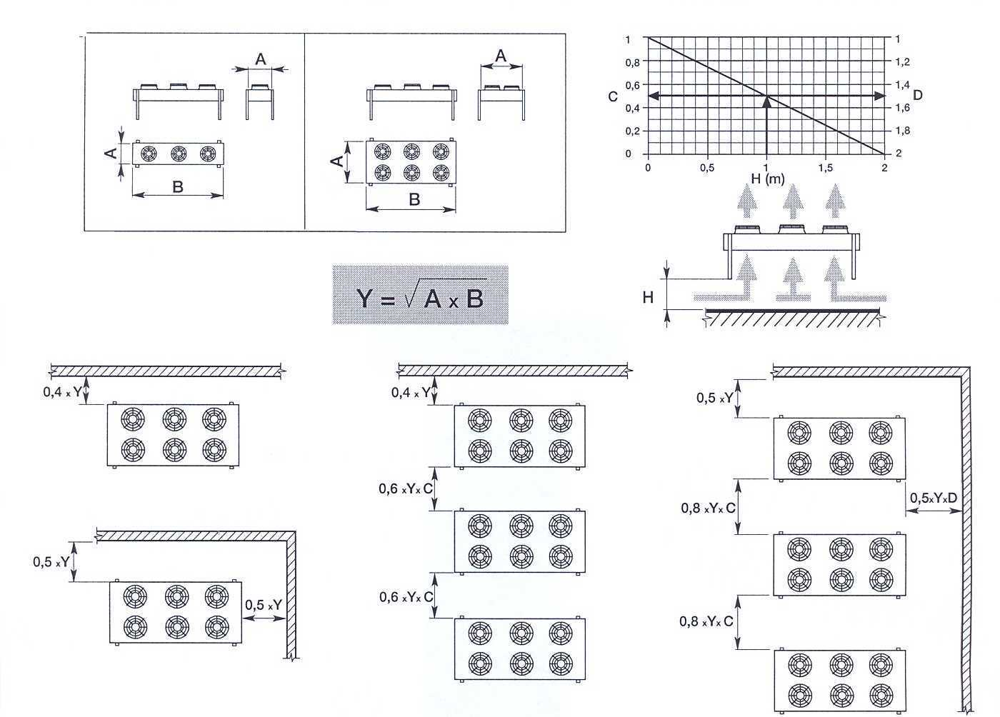 A
A
B
A
A
B
1
0,8
0,6
C
0,4
0,2
0
1
1,2
1,4
D
1,6
1,8
2
0 0,5 1 1,5 2
H (m)
H
Y = √A x B
0,4 x Y
0,5 x Y
0,5 x Y
0,4 x Y
0,6 x Y x C
0,6 x Y x C
0,5 x Y
0,8 x Y x C
0,5 x Y x D
0,8 x Y x C